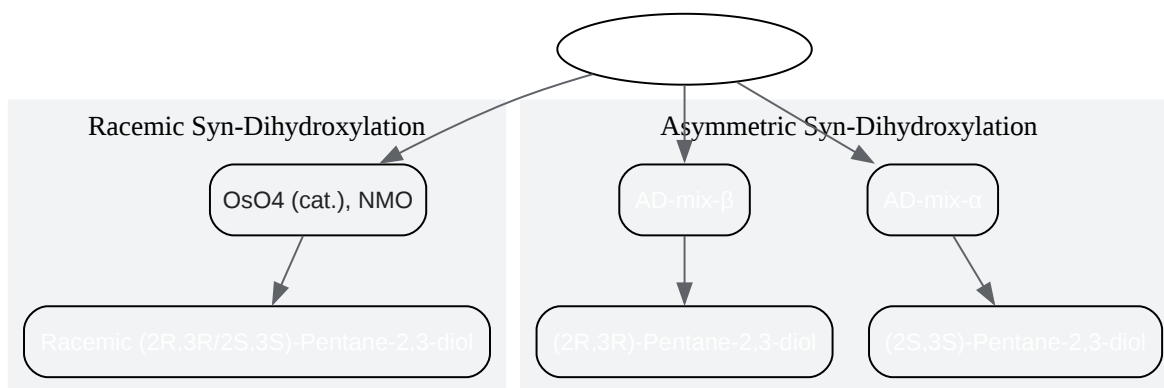 Racemic Syn-Dihydroxylation
Asymmetric Syn-Dihydroxylation
OsO4 (cat.), NMO
AD-mix-β
AD-mix-α
Racemic (2R,3R/2S,3S)-Pentane-2,3-diol
(2R,3R)-Pentane-2,3-diol
(2S,3S)-Pentane-2,3-diol